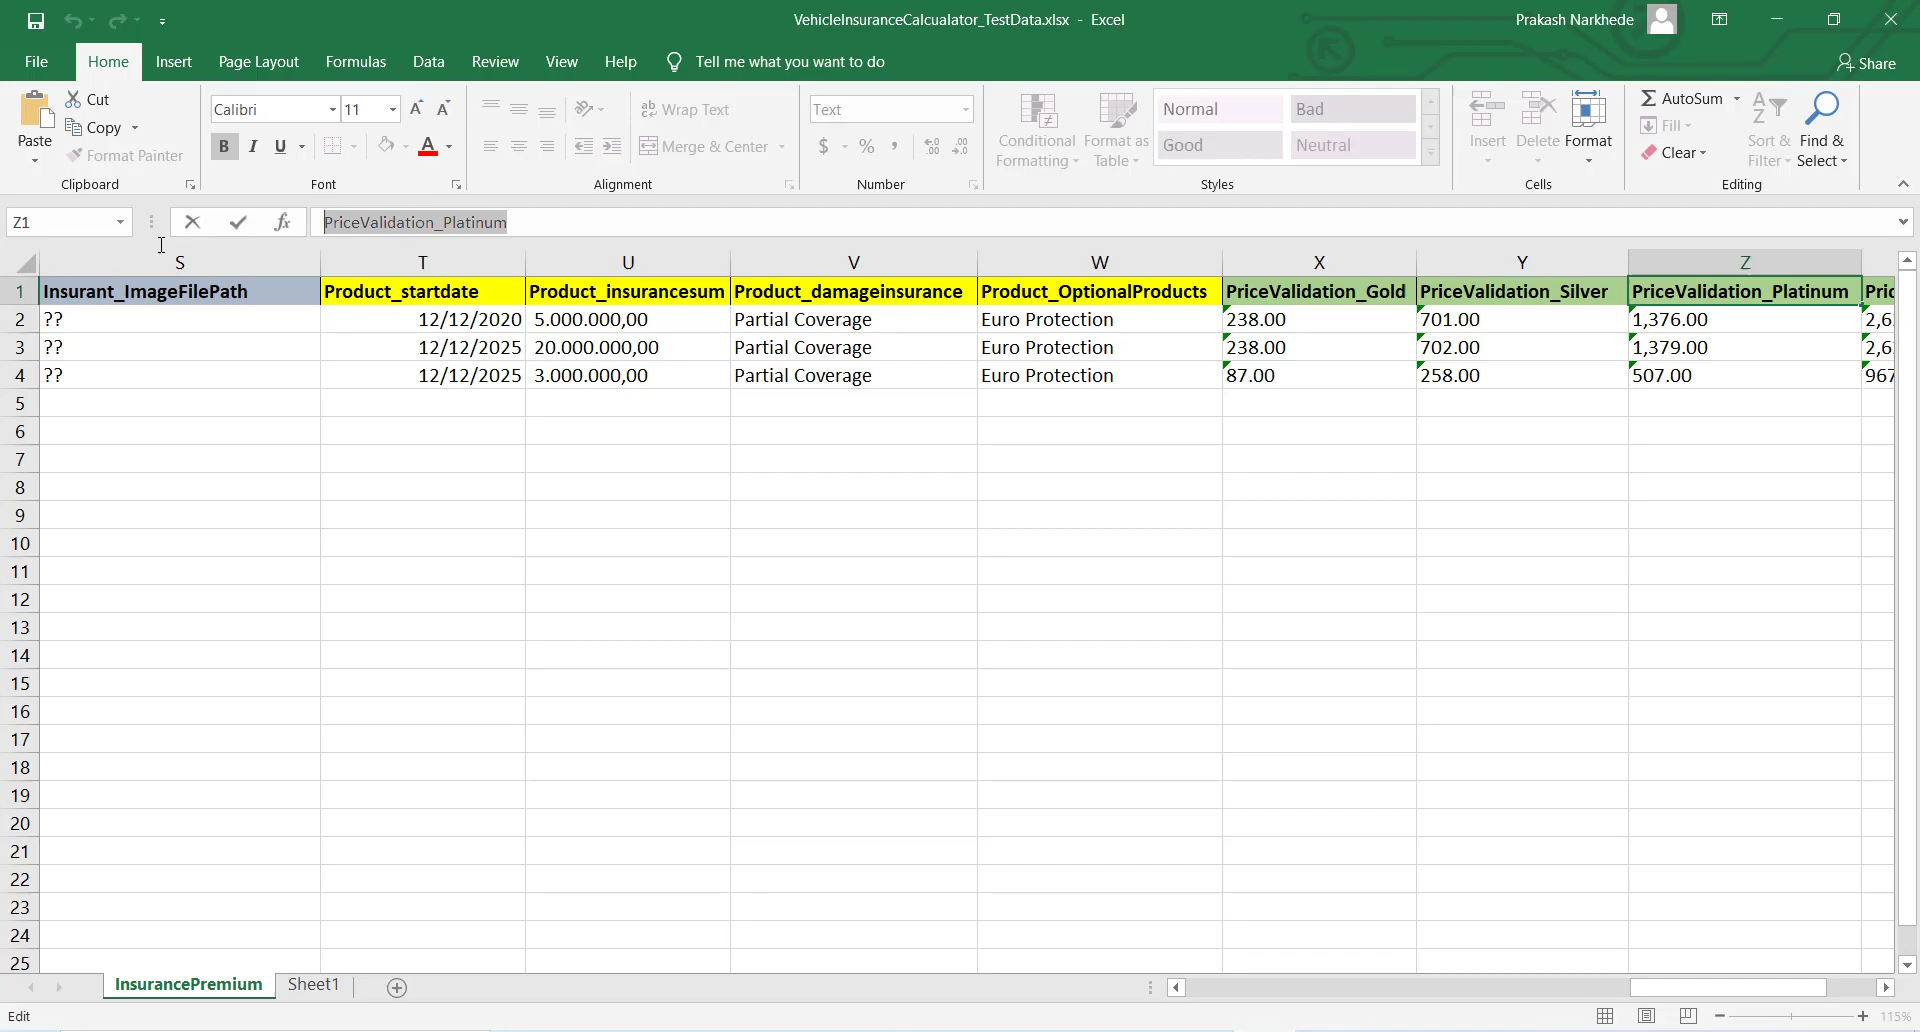 VehicleInsuranceCalcualator_TestData.xlsx - Excel
Prakash Narkhede
File Home Insert Page Layout Formulas Data Review View Help Tell me what you want to do Share
Paste
Cut
Copy
Format Painter
Clipboard
Calibri 11 A A
B I U A
Font
ab Wrap Text
Merge & Center
Alignment
Text
$ % ,
Number
Conditional Formatting
Format as Table
Normal Bad
Good Neutral
Styles
Insert Delete Format
Cells
AutoSum
Fill
Clear
Sort & Filter
Find & Select
Editing
Z1 fx PriceValidation_Platinum
S T U V W X Y Z
1 Insurant_ImageFilePath Product_startdate Product_insurancesum Product_damageinsurance Product_OptionalProducts PriceValidation_Gold PriceValidation_Silver PriceValidation_Platinum
2 ?? 12/12/2020 5.000.000,00 Partial Coverage Euro Protection 238.00 701.00 1,376.00
3 ?? 12/12/2025 20.000.000,00 Partial Coverage Euro Protection 238.00 702.00 1,379.00
4 ?? 12/12/2025 3.000.000,00 Partial Coverage Euro Protection 87.00 258.00 507.00 967
5
6
7
8
9
10
11
12
13
14
15
16
17
18
19
20
21
22
23
24
25
InsurancePremium Sheet1
Edit
115%